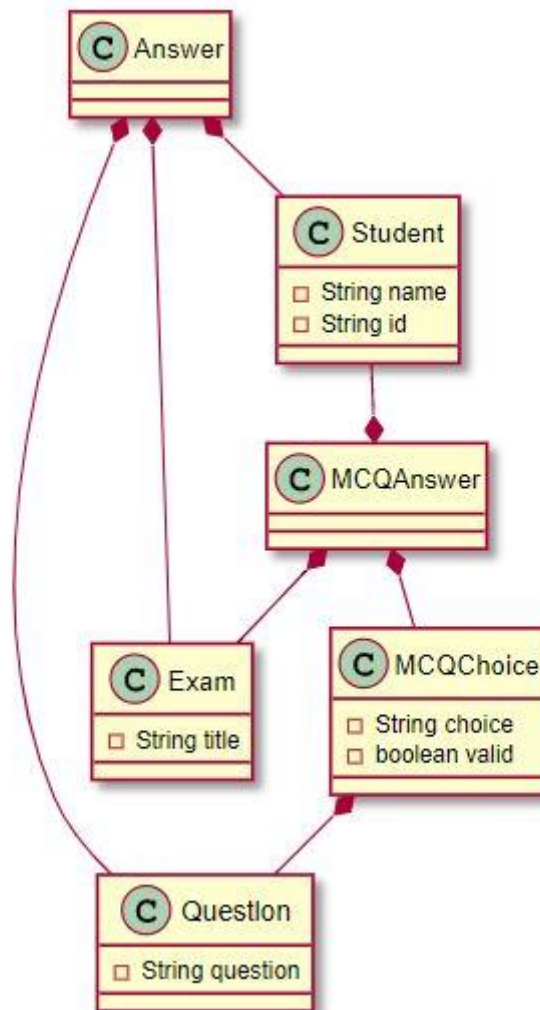 C Answer
C Student
String name
String id
C MCQAnswer
C Exam
String title
C MCQChoice
String choice
boolean valid
C Question
String question